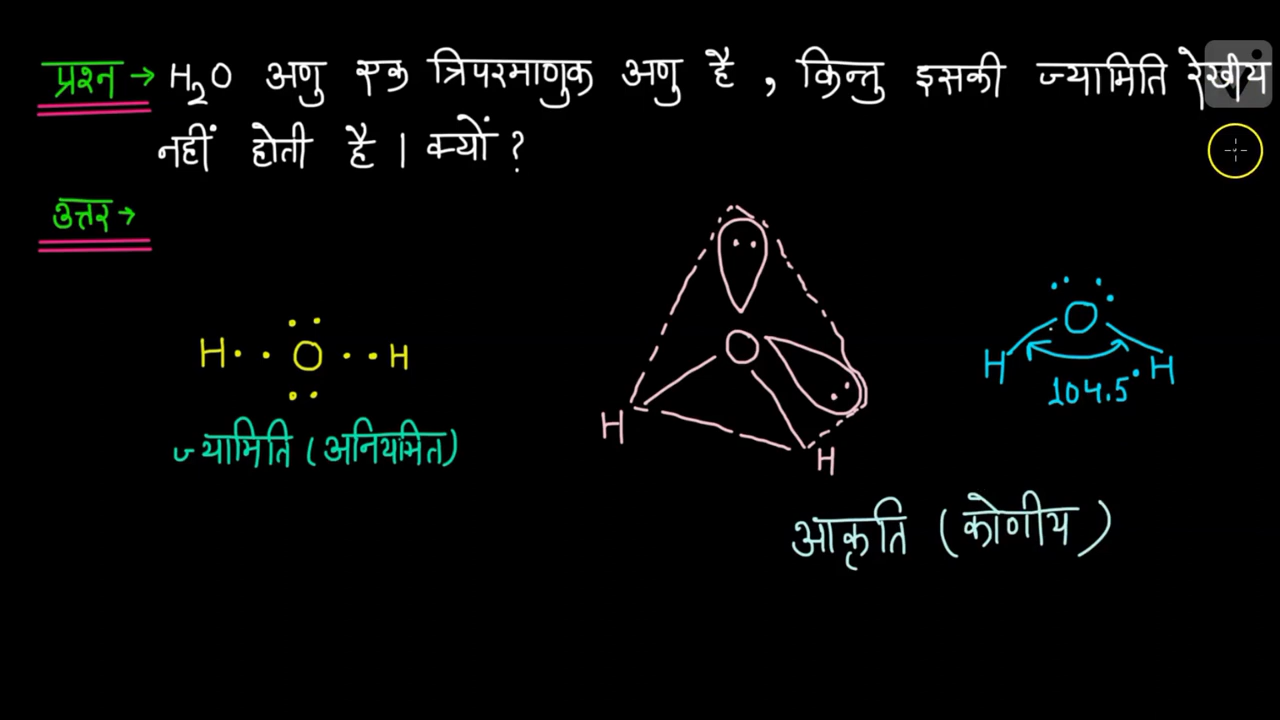 प्रश्न → H₂O अणु एक त्रिपरमाणुक अणु है , किन्तु इसकी ज्यामिति रेखीय
नहीं होती है । क्यों ?
उत्तर →
H • • O • • H
ज्यामिति ( अनियमित )
O
H
H
O
H
H
104.5°
आकृति ( कोणीय )